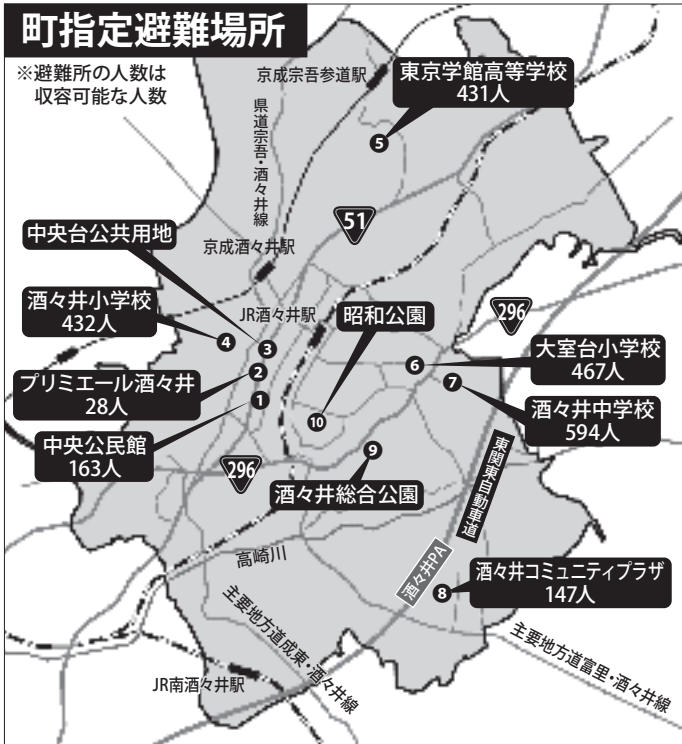 町指定避難場所
※避難所の人数は
収容可能な人数
京成宗吾参道駅
東京学館高等学校
431人
5
県道宗吾・酒々井線
51
中央台公共用地
京成酒々井駅
酒々井小学校
432人
4
JR酒々井駅
3
昭和公園
296
大室台小学校
467人
6
プリミエール酒々井
28人
2
7
酒々井中学校
594人
1
中央公民館
163人
10
9
296
酒々井総合公園
東関東自動車道
高崎川
酒々井PA
8
酒々井コミュニティプラザ
147人
主要地方道成東・酒々井線
主要地方道富里・酒々井線
JR南酒々井駅